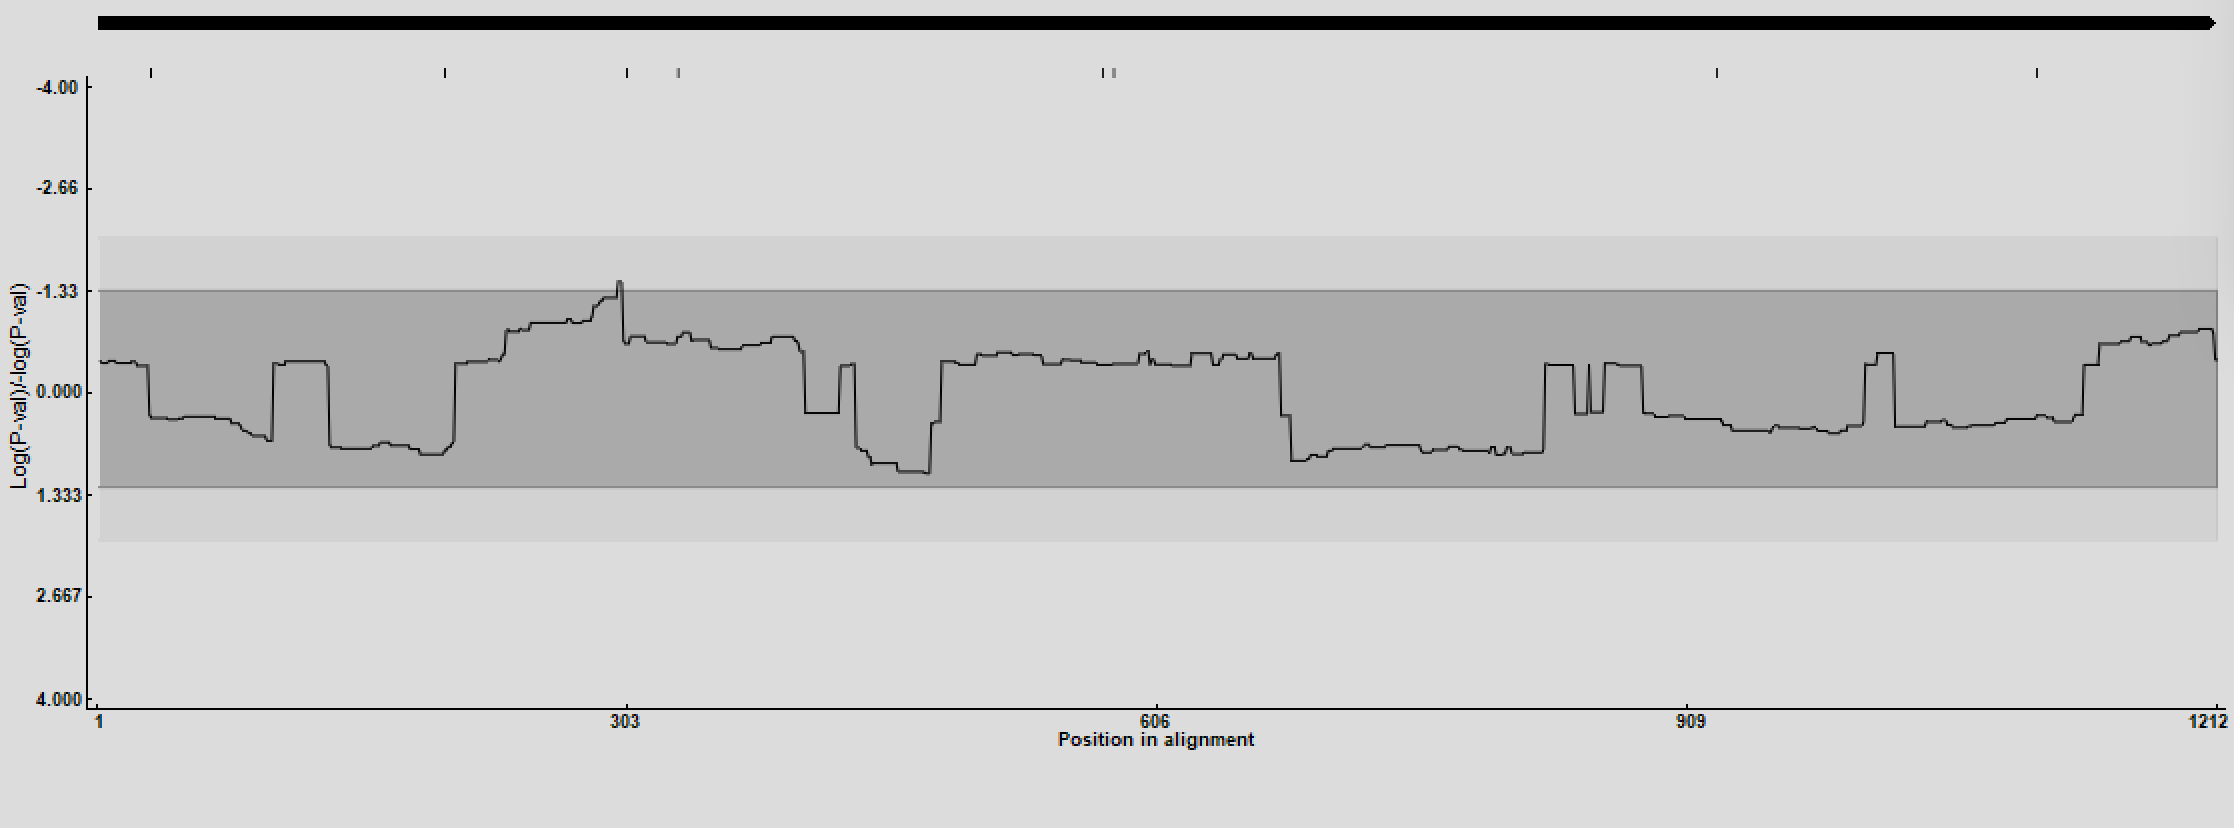 -4.00
-2.66
-1.33
0.000
1.333
2.667
4.000
Log(P-val)/-log(P-val)
1 303 606 909 1212
Position in alignment